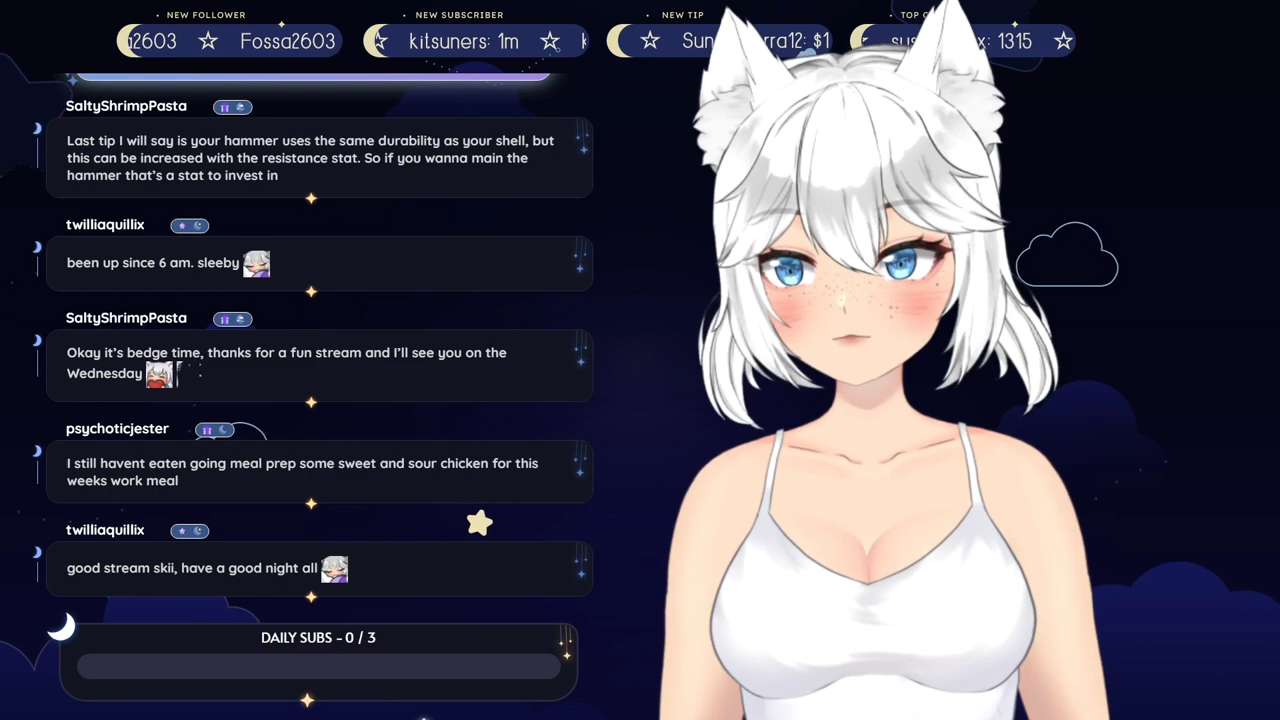 NEW FOLLOWER
NEW SUBSCRIBER
NEW TIP
TOP
2603 Fossa2603
kitsuners: 1m
Sun rra12: $1
sus x: 1315
SaltyShrimpPasta
Last tip I will say is your hammer uses the same durability as your shell, but
this can be increased with the resistance stat. So if you wanna main the
hammer that's a stat to invest in
twilliaquillix
been up since 6 am. sleeby
SaltyShrimpPasta
Okay it's bedge time, thanks for a fun stream and I'll see you on the
Wednesday
psychoticjester
I still havent eaten going meal prep some sweet and sour chicken for this
weeks work meal
twilliaquillix
good stream skii, have a good night all
DAILY SUBS - 0 / 3